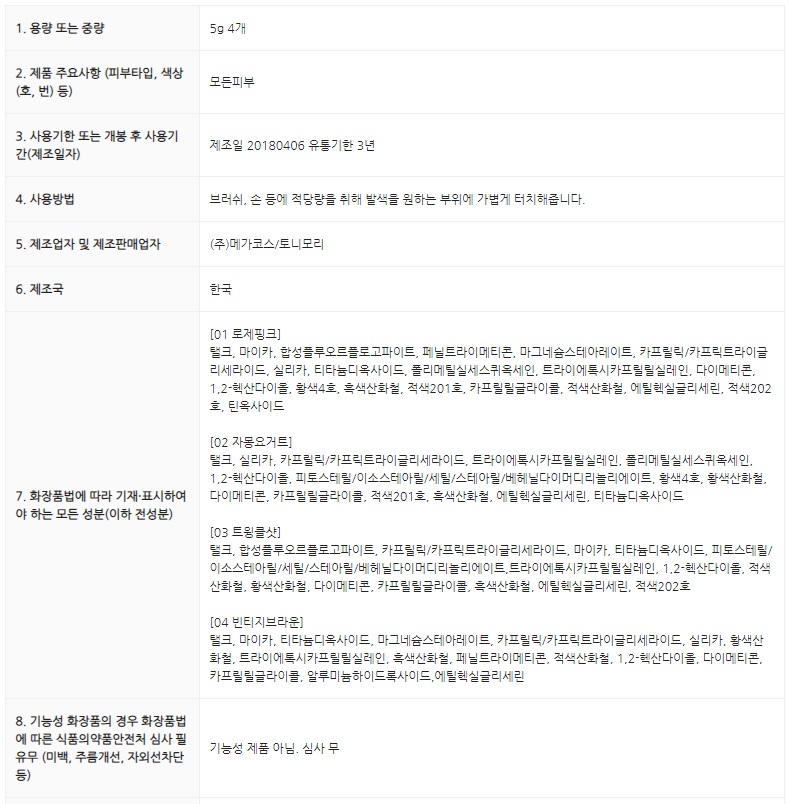 1. 용량 또는 중량
5g 4개
2. 제품 주요사항 (피부타입, 색상
(호, 번) 등)
모든피부
3. 사용기한 또는 개봉 후 사용기
간(제조일자)
제조일 20180406 유통기한 3년
4. 사용방법
브러쉬, 손 등에 적당량을 취해 발색을 원하는 부위에 가볍게 터치해줍니다.
5. 제조업자 및 제조판매업자
(주)메가코스/토니모리
6. 제조국
한국
7. 화장품법에 따라 기재·표시하여
야 하는 모든 성분(이하 전성분)
[01 로제핑크]
탤크, 마이카, 합성플루오르플로고파이트, 페닐트라이메티콘, 마그네슘스테아레이트, 카프릴릭/카프릭트라이글
리세라이드, 실리카, 티타늄디옥사이드, 폴리메틸실세스퀴옥세인, 트라이에톡시카프릴릴실레인, 다이메티콘,
1,2-헥산다이올, 황색4호, 흑색산화철, 적색201호, 카프릴릴글라이콜, 적색산화철, 에틸헥실글리세린, 적색202
호, 틴옥사이드
[02 자몽요거트]
탤크, 실리카, 카프릴릭/카프릭트라이글리세라이드, 트라이에톡시카프릴릴실레인, 폴리메틸실세스퀴옥세인,
1,2-헥산다이올, 피토스테릴/이소스테아릴/세틸/스테아릴/베헤닐다이머디리놀리에이트, 황색4호, 황색산화철,
다이메티콘, 카프릴릴글라이콜, 적색201호, 흑색산화철, 에틸헥실글리세린, 티타늄디옥사이드
[03 트윙클샷]
탤크, 합성플루오르플로고파이트, 카프릴릭/카프릭트라이글리세라이드, 마이카, 티타늄디옥사이드, 피토스테릴/
이소스테아릴/세틸/스테아릴/베헤닐다이머디리놀리에이트,트라이에톡시카프릴릴실레인, 1,2-헥산다이올, 적색
산화철, 황색산화철, 다이메티콘, 카프릴릴글라이콜, 흑색산화철, 에틸헥실글리세린, 적색202호
[04 빈티지브라운]
탤크, 마이카, 티타늄디옥사이드, 마그네슘스테아레이트, 카프릴릭/카프릭트라이글리세라이드, 실리카, 황색산
화철, 트라이에톡시카프릴릴실레인, 흑색산화철, 페닐트라이메티콘, 적색산화철, 1,2-헥산다이올, 다이메티콘,
카프릴릴글라이콜, 알루미늄하이드록사이드,에틸헥실글리세린
8. 기능성 화장품의 경우 화장품법
에 따른 식품의약품안전처 심사 필
유무 (미백, 주름개선, 자외선차단
등)
기능성 제품 아님. 심사 무